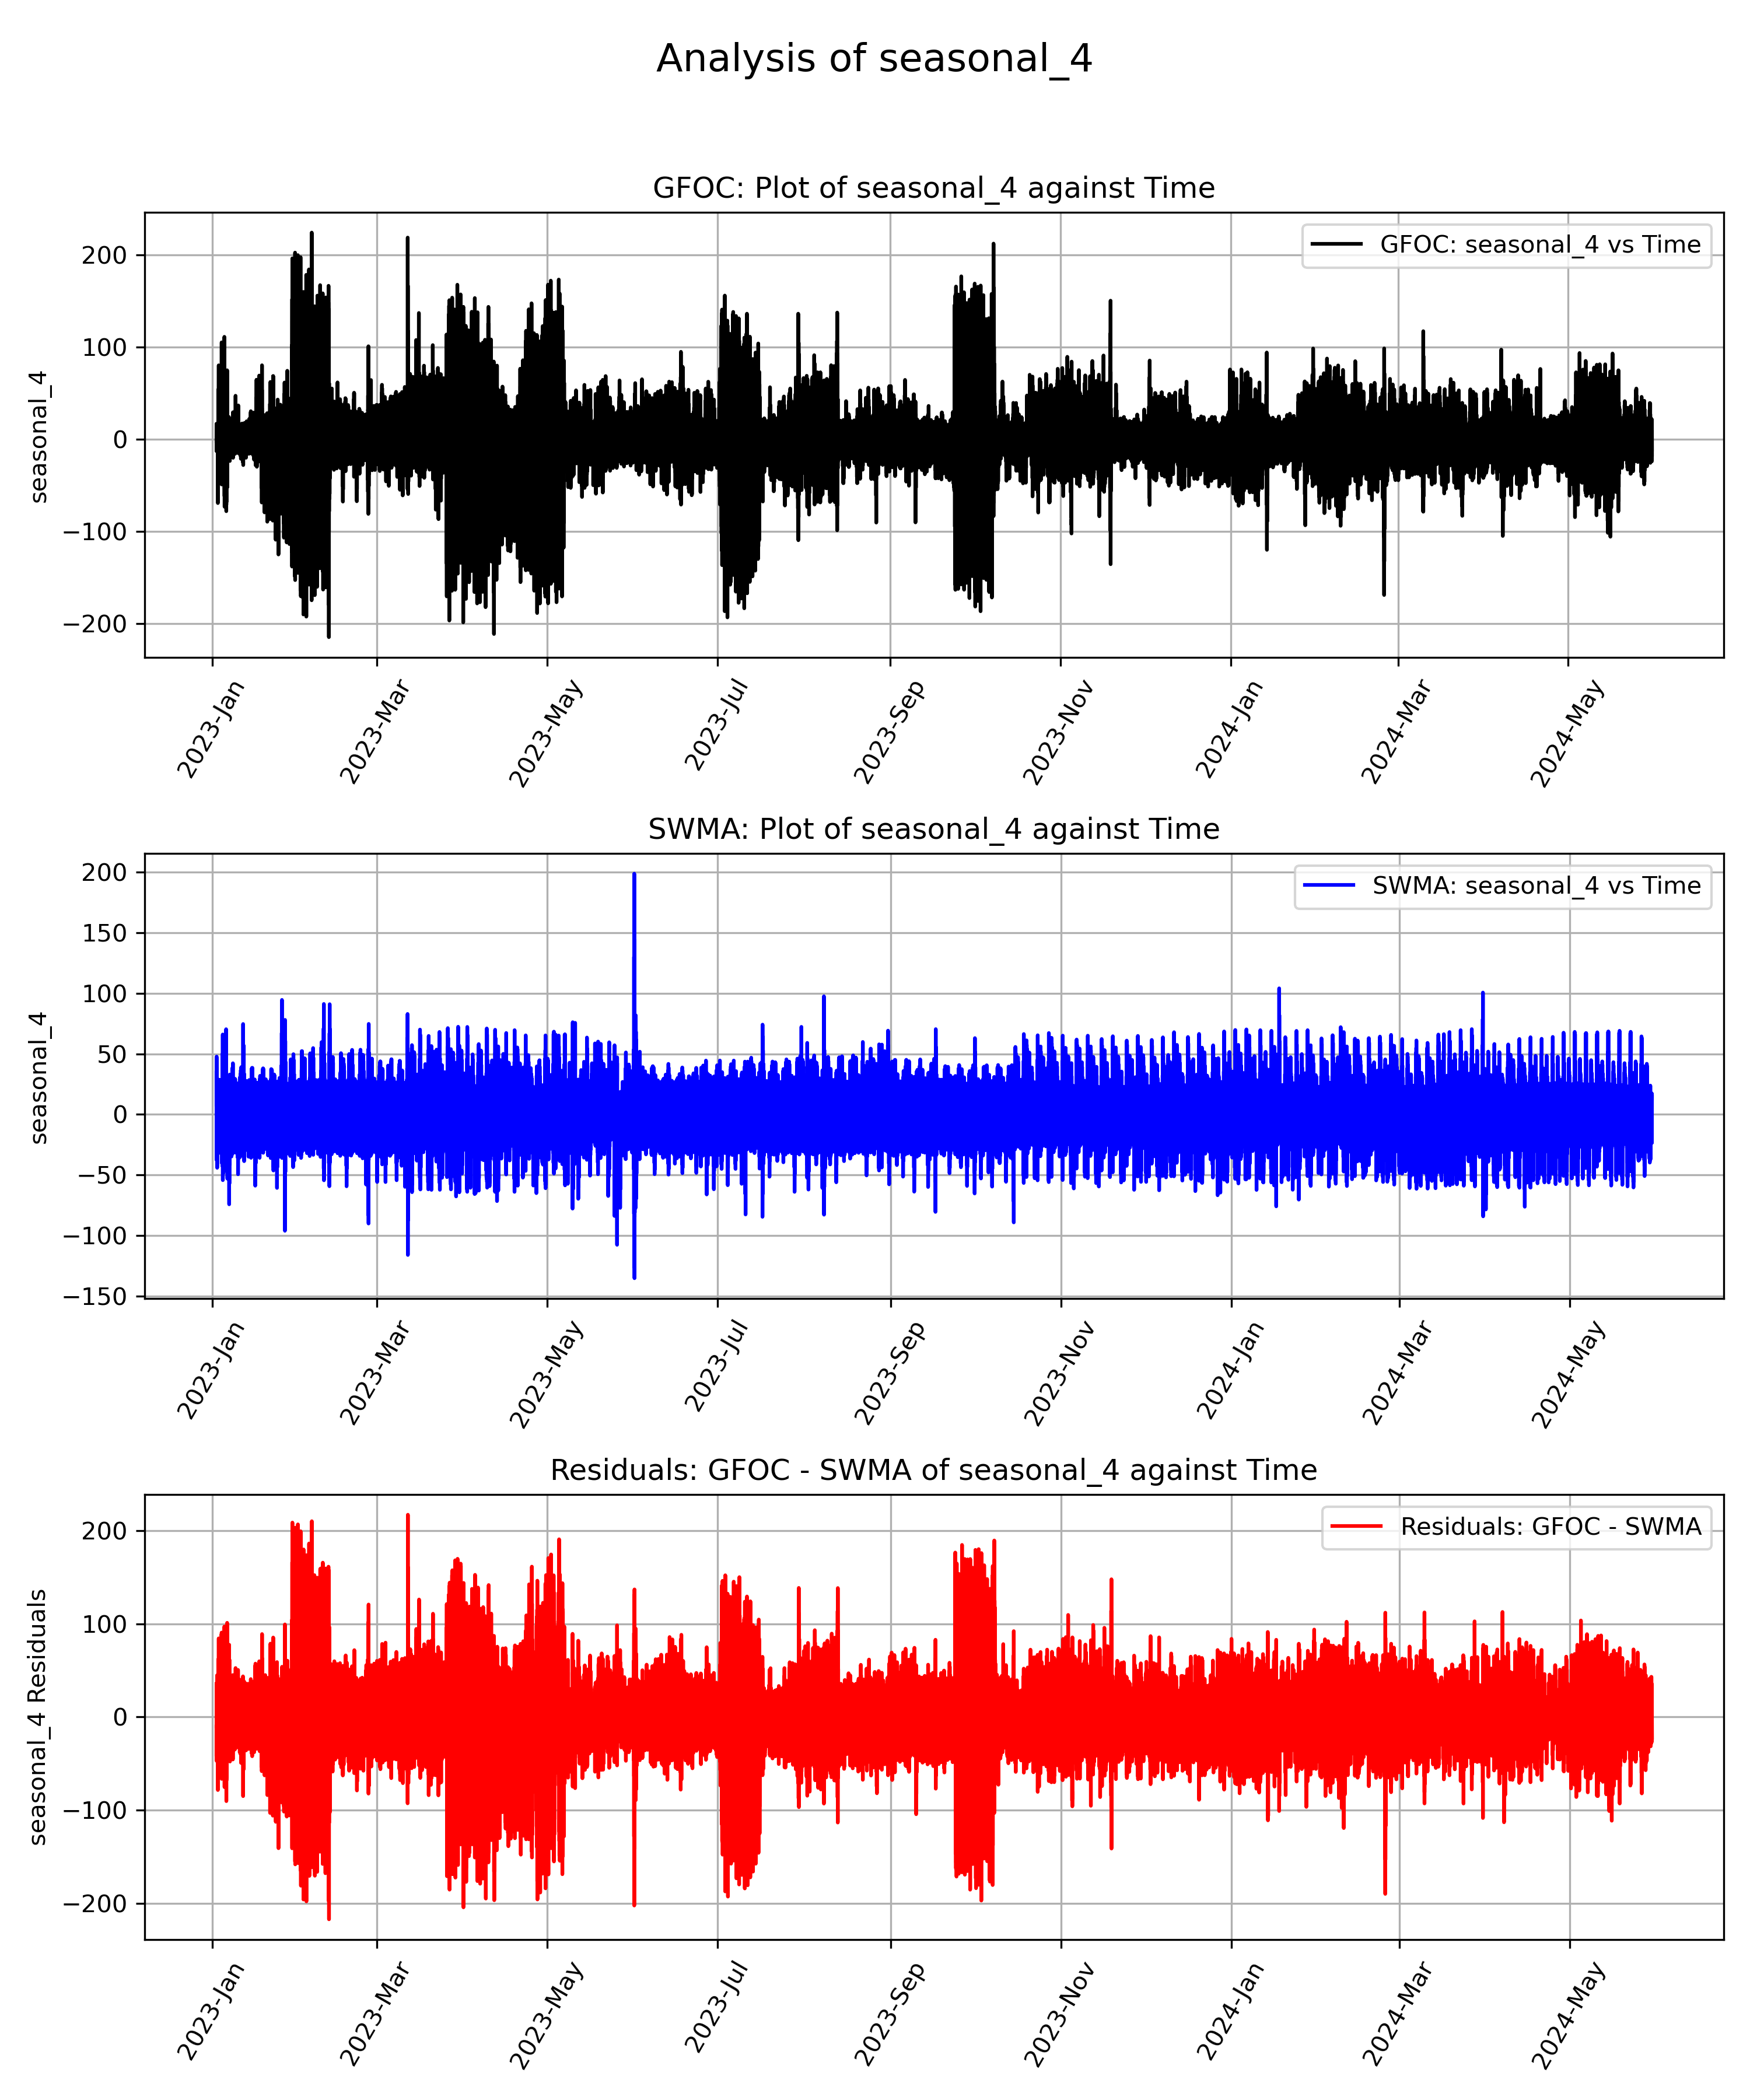 Analysis of seasonal_4
GFOC: Plot of seasonal_4 against Time
GFOC: seasonal_4 vs Time
seasonal_4
200
100
0
−100
−200
2023-Jan
2023-Mar
2023-May
2023-Jul
2023-Sep
2023-Nov
2024-Jan
2024-Mar
2024-May
SWMA: Plot of seasonal_4 against Time
SWMA: seasonal_4 vs Time
seasonal_4
200
150
100
50
0
−50
−100
−150
2023-Jan
2023-Mar
2023-May
2023-Jul
2023-Sep
2023-Nov
2024-Jan
2024-Mar
2024-May
Residuals: GFOC - SWMA of seasonal_4 against Time
Residuals: GFOC - SWMA
seasonal_4 Residuals
200
100
0
−100
−200
2023-Jan
2023-Mar
2023-May
2023-Jul
2023-Sep
2023-Nov
2024-Jan
2024-Mar
2024-May